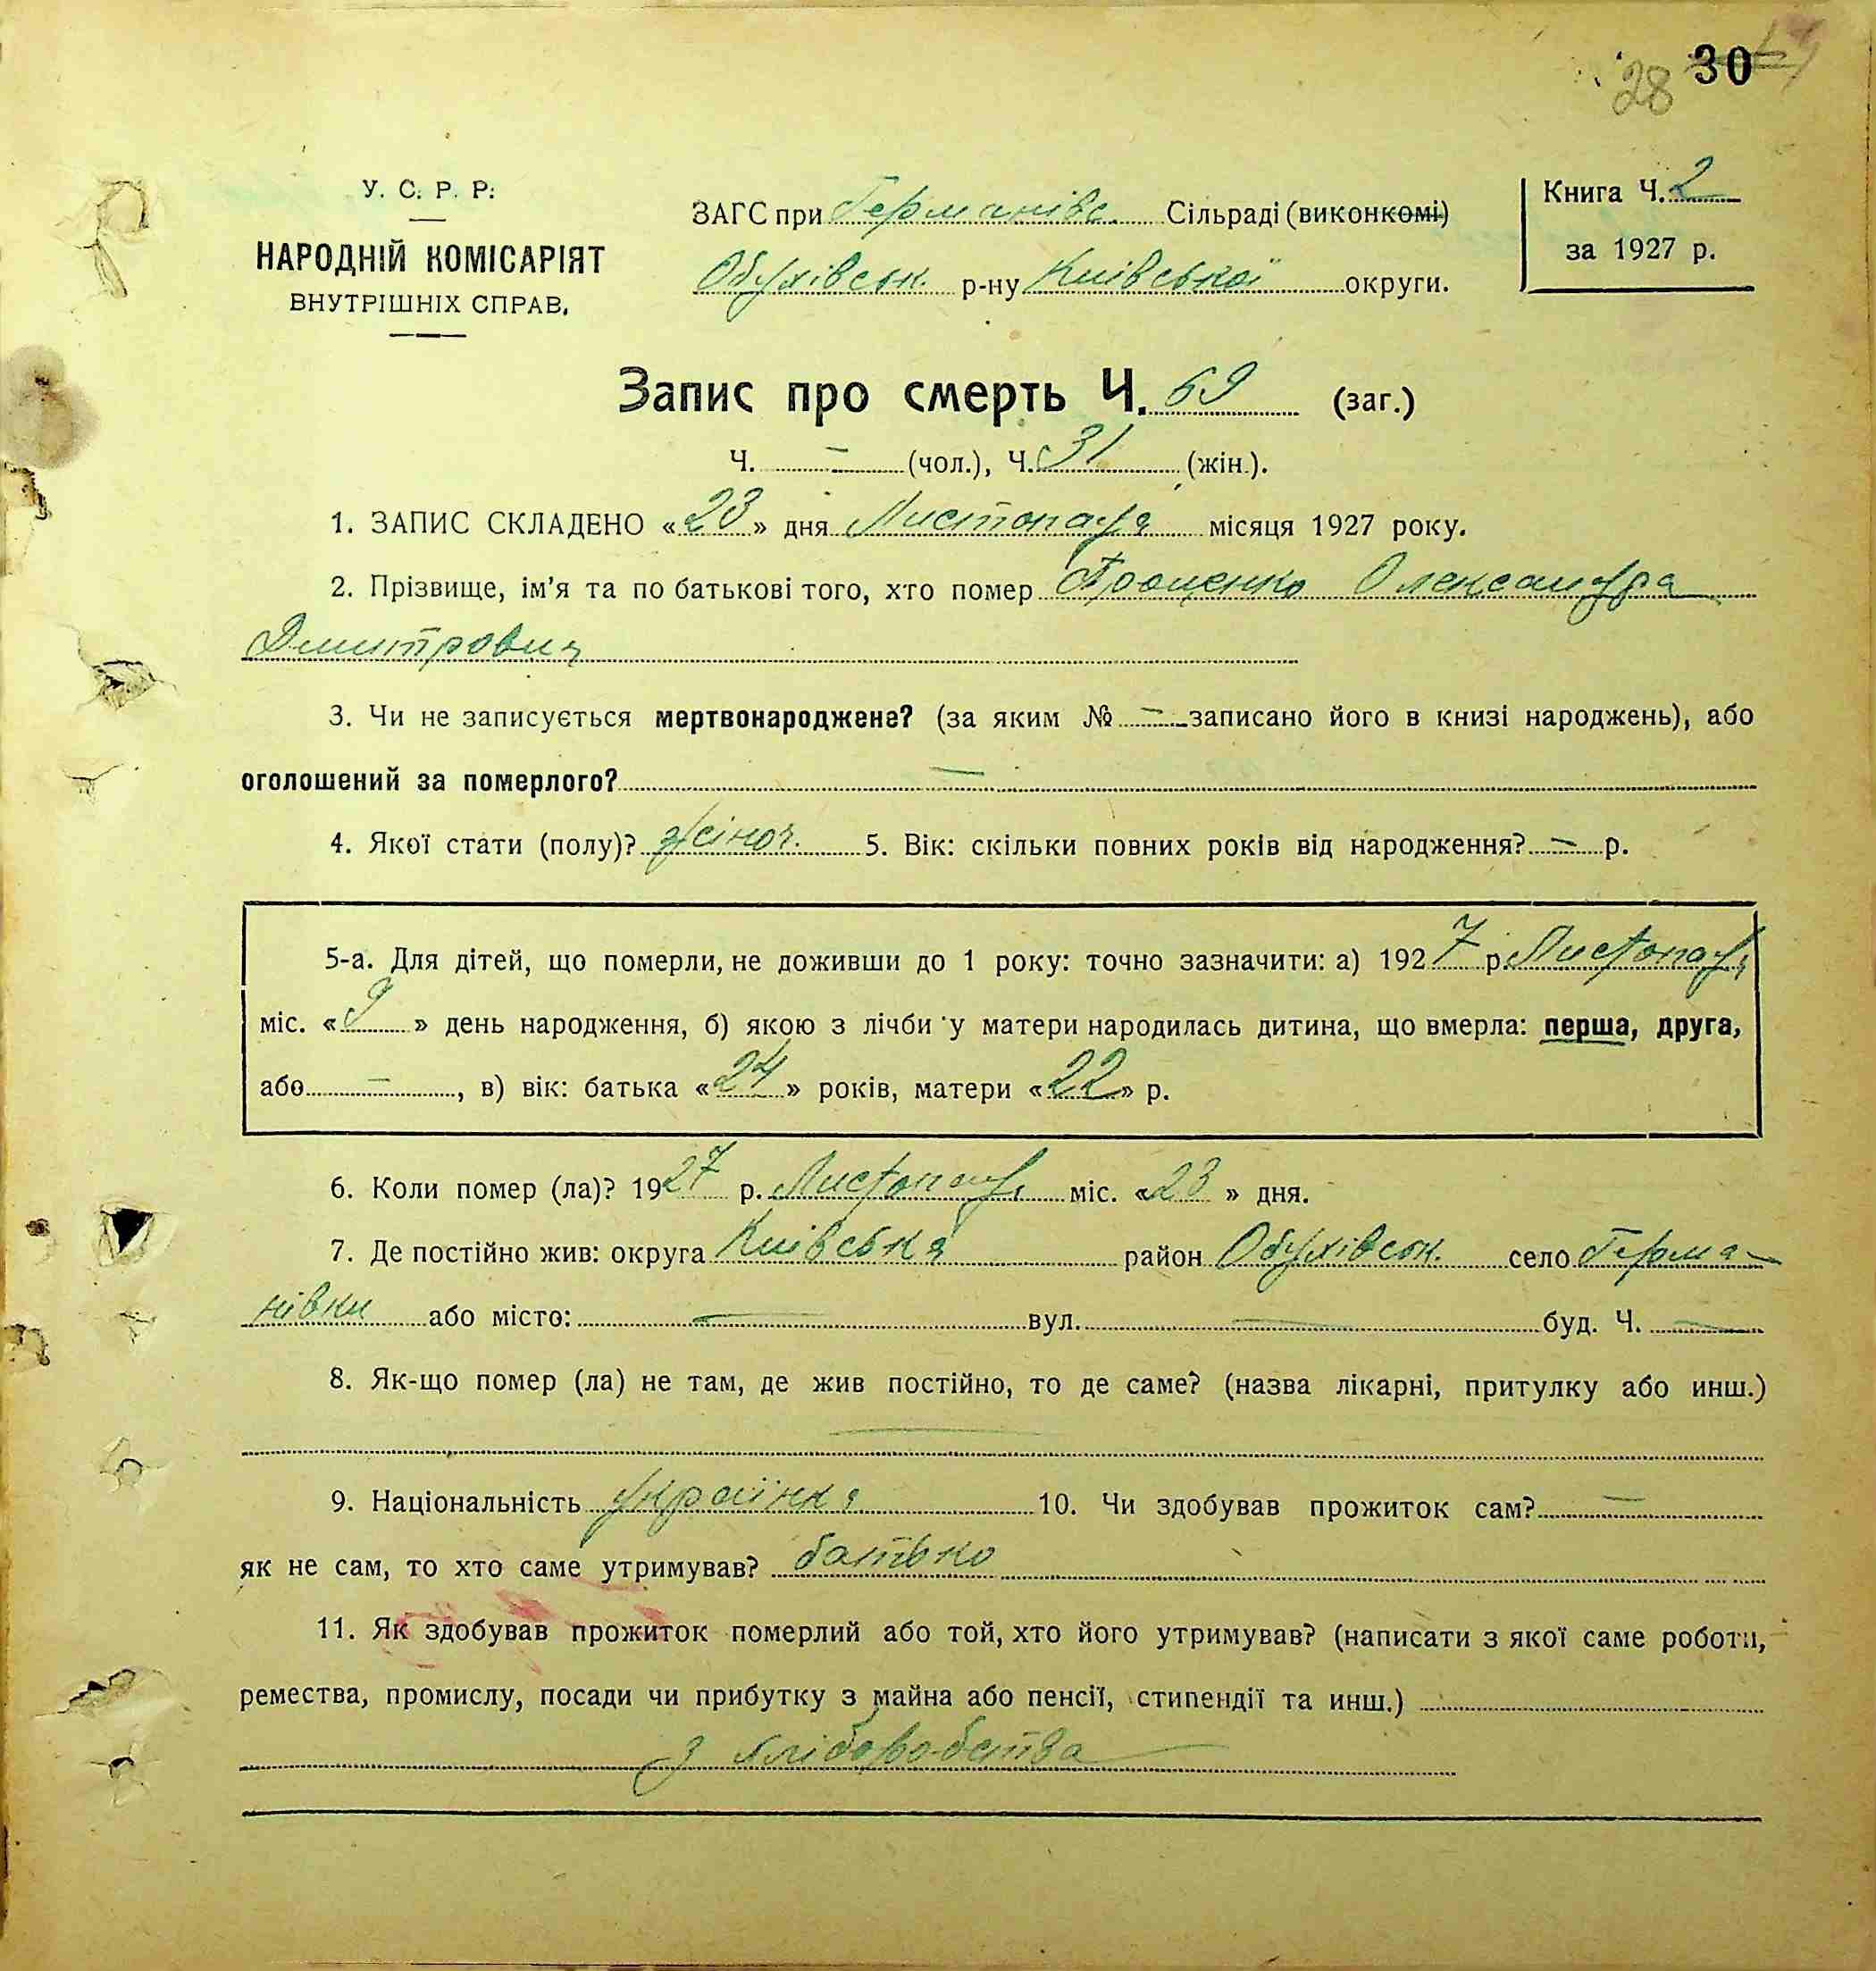 28 30
У. С. Р. Р.
НАРОДНІЙ КОМІСАРІЯТ
ВНУТРІШНІХ СПРАВ.
ЗАГС при Германівс. Сільраді (виконкомі)
Обухівськ. р-ну Київської округи.
Книга Ч. 2
за 1927 р.
Запис про смерть Ч. 69 (заг.)
Ч. — (чол.), Ч. 31 (жін.).
1. ЗАПИС СКЛАДЕНО «23» дня Листопада місяця 1927 року.
2. Прізвище, ім'я та по батькові того, хто помер Олександра
Дмитровна
3. Чи не записується мертвонароджене? (за яким № — записано його в книзі народжень), або
оголошений за померлого? —
4. Якої стати (полу)? жіноч. 5. Вік: скільки повних років від народження? — р.
5-а. Для дітей, що померли, не доживши до 1 року: точно зазначити: а) 1927 р. Листопада
міс. «9» день народження, б) якою з лічби у матери народилась дитина, що вмерла: перша, друга,
або —, в) вік: батька «24» років, матери «22» р.
6. Коли помер (ла)? 1927 р. Листопада міс. «23» дня.
7. Де постійно жив: округа Київська район Обухівськ. село Герма-
нівки або місто: — вул. — буд. Ч. —
8. Як-що помер (ла) не там, де жив постійно, то де саме? (назва лікарні, притулку або инш.)
—
9. Національність українка 10. Чи здобував прожиток сам? —
як не сам, то хто саме утримував? батько
11. Як здобував прожиток померлий або той, хто його утримував? (написати з якої саме роботи,
ремества, промислу, посади чи прибутку з майна або пенсії, стипендії та инш.)
з хліборобства